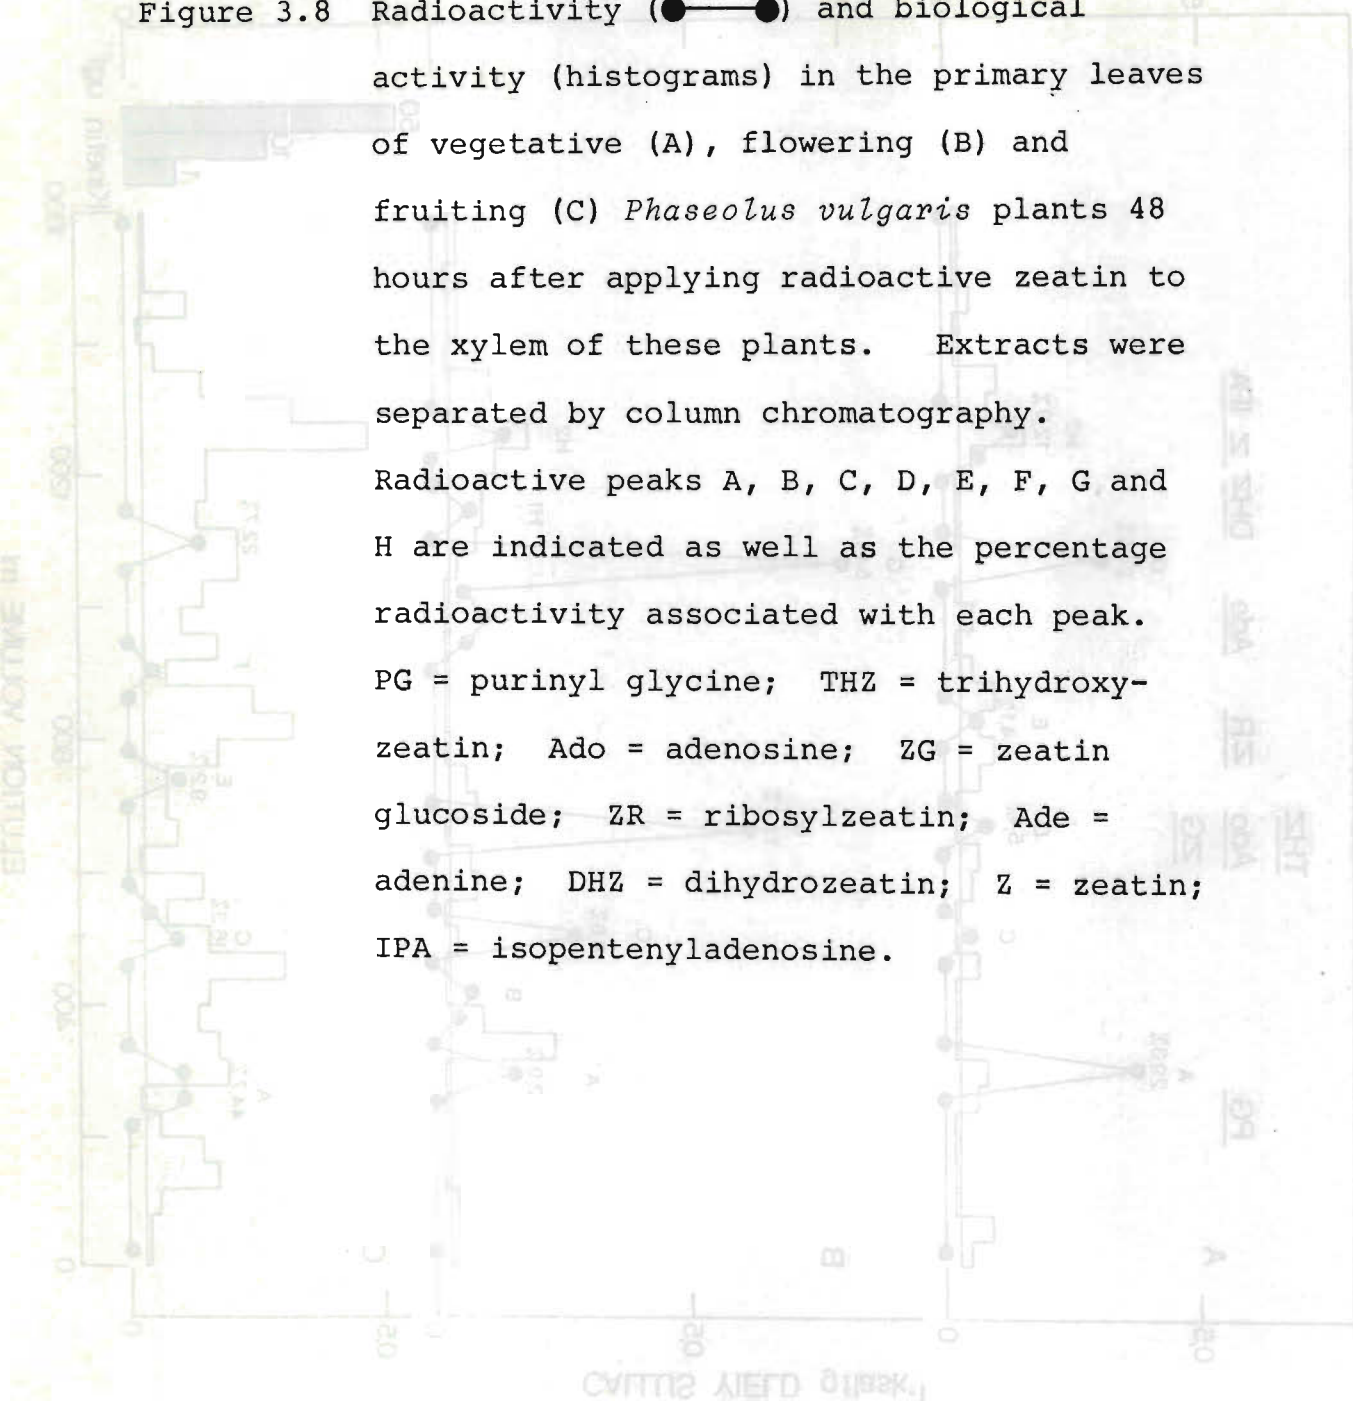 Figure 3.8 Radioactivity (●——●) and biological
activity (histograms) in the primary leaves
of vegetative (A), flowering (B) and
fruiting (C) Phaseolus vulgaris plants 48
hours after applying radioactive zeatin to
the xylem of these plants. Extracts were
separated by column chromatography.
Radioactive peaks A, B, C, D, E, F, G and
H are indicated as well as the percentage
radioactivity associated with each peak.
PG = purinyl glycine; THZ = trihydroxy-
zeatin; Ado = adenosine; ZG = zeatin
glucoside; ZR = ribosylzeatin; Ade =
adenine; DHZ = dihydrozeatin; Z = zeatin;
IPA = isopentenyladenosine.